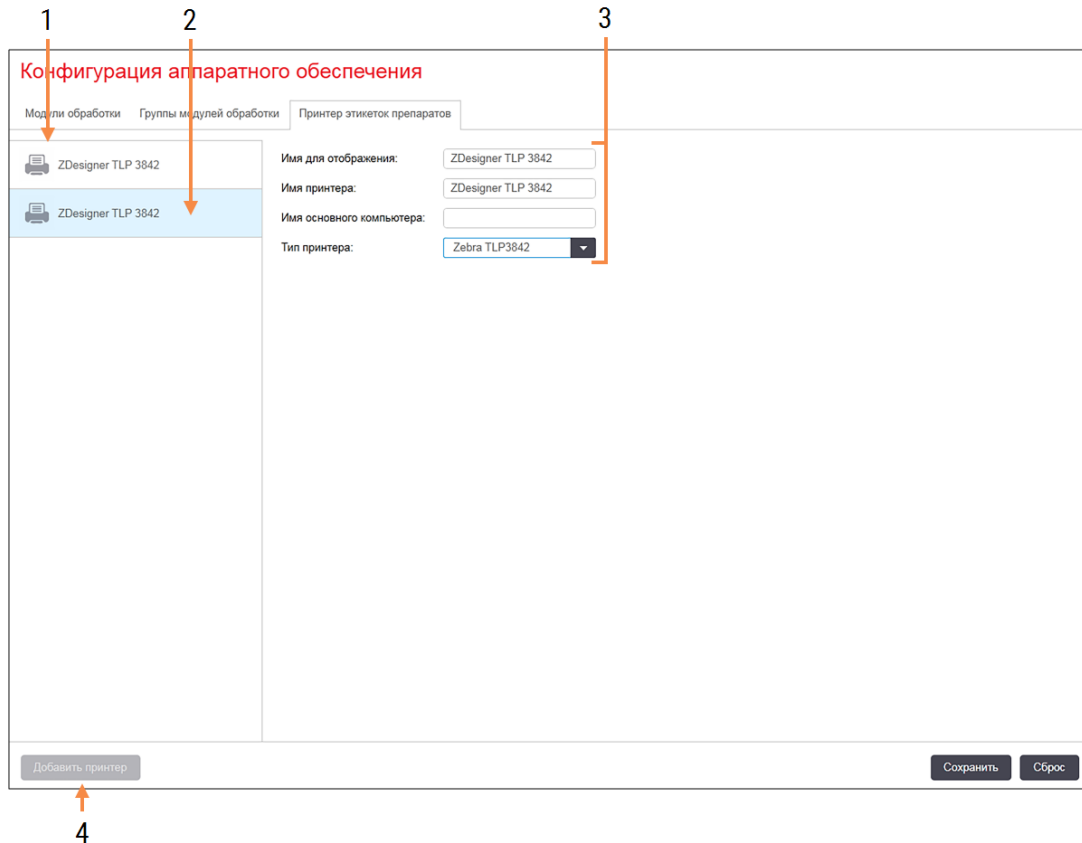 1 2 3
Конфигурация аппаратного обеспечения
Модули обработки Группы модулей обработки Принтер этикеток препаратов
ZDesigner TLP 3842
ZDesigner TLP 3842
Имя для отображения: ZDesigner TLP 3842
Имя принтера: ZDesigner TLP 3842
Имя основного компьютера:
Тип принтера: Zebra TLP3842
Добавить принтер Сохранить Сброс
4